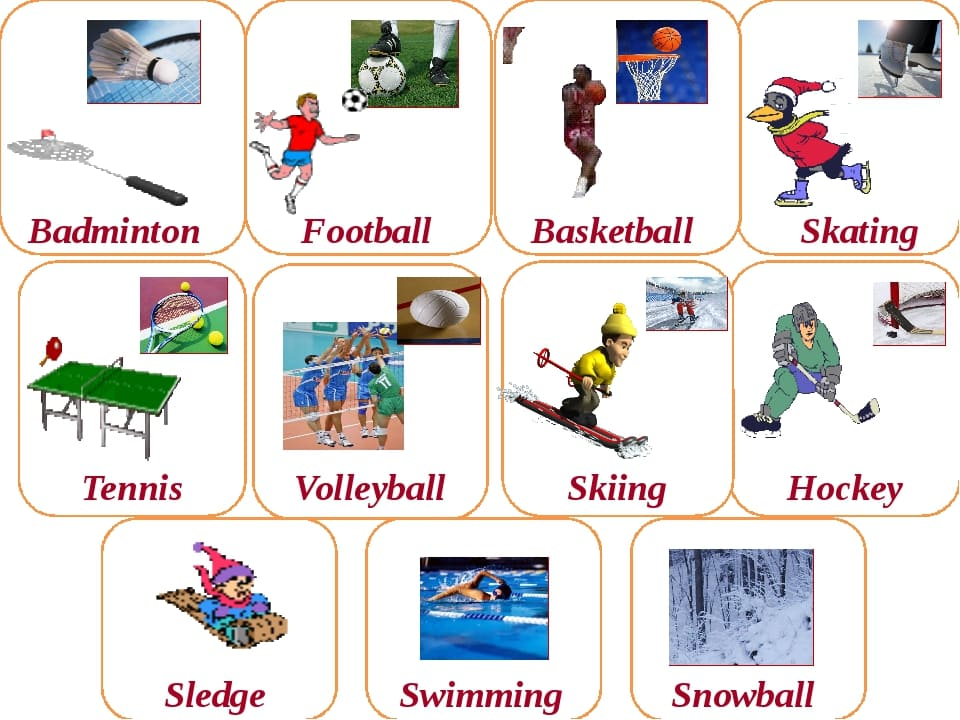 Badminton
Football
Basketball
Skating
Tennis
Volleyball
Skiing
Hockey
Sledge
Swimming
Snowball